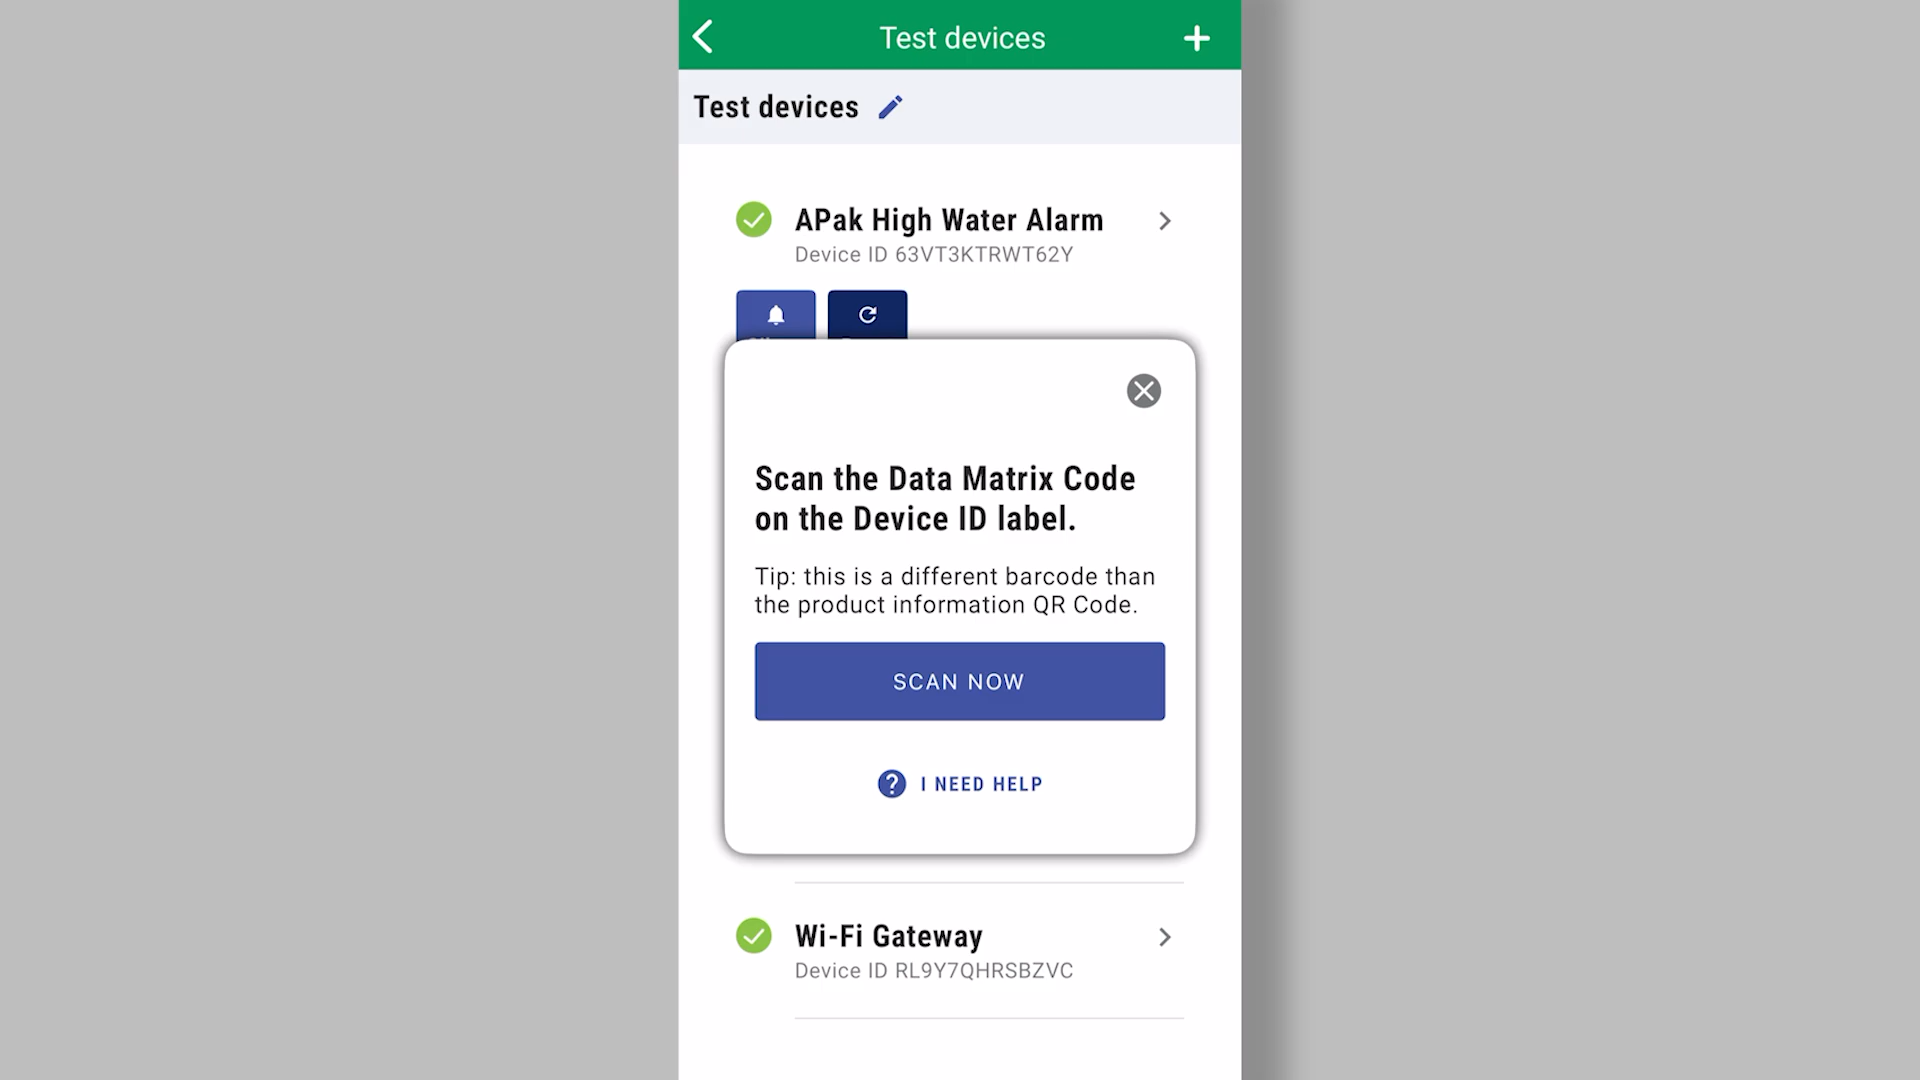 Test devices
Test devices
APak High Water Alarm
Device ID 63VT3KTRWT62Y
Scan the Data Matrix Code
on the Device ID label.
Tip: this is a different barcode than
the product information QR Code.
SCAN NOW
I NEED HELP
Wi-Fi Gateway
Device ID RL9Y7QHRSBZVC